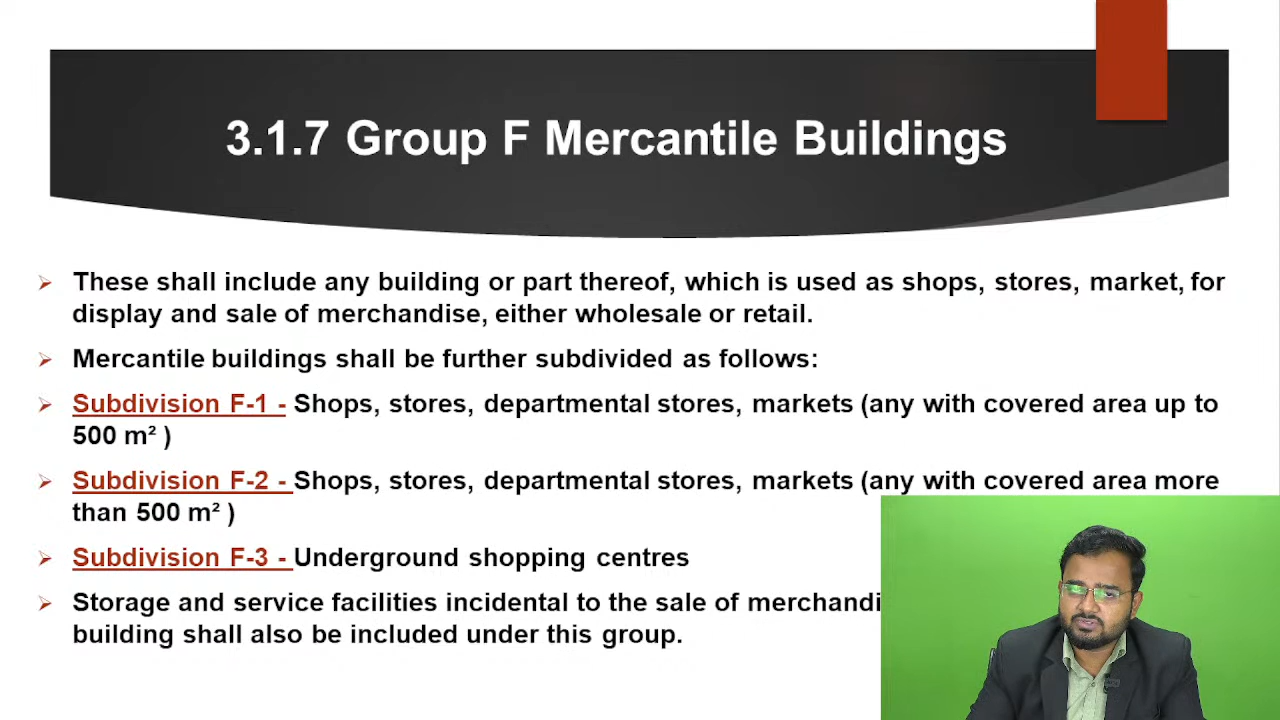 3.1.7 Group F Mercantile Buildings
These shall include any building or part thereof, which is used as shops, stores, market, for
display and sale of merchandise, either wholesale or retail.
Mercantile buildings shall be further subdivided as follows:
Subdivision F-1 - Shops, stores, departmental stores, markets (any with covered area up to
500 m² )
Subdivision F-2 - Shops, stores, departmental stores, markets (any with covered area more
than 500 m² )
Subdivision F-3 - Underground shopping centres
Storage and service facilities incidental to the sale of
building shall also be included under this group.